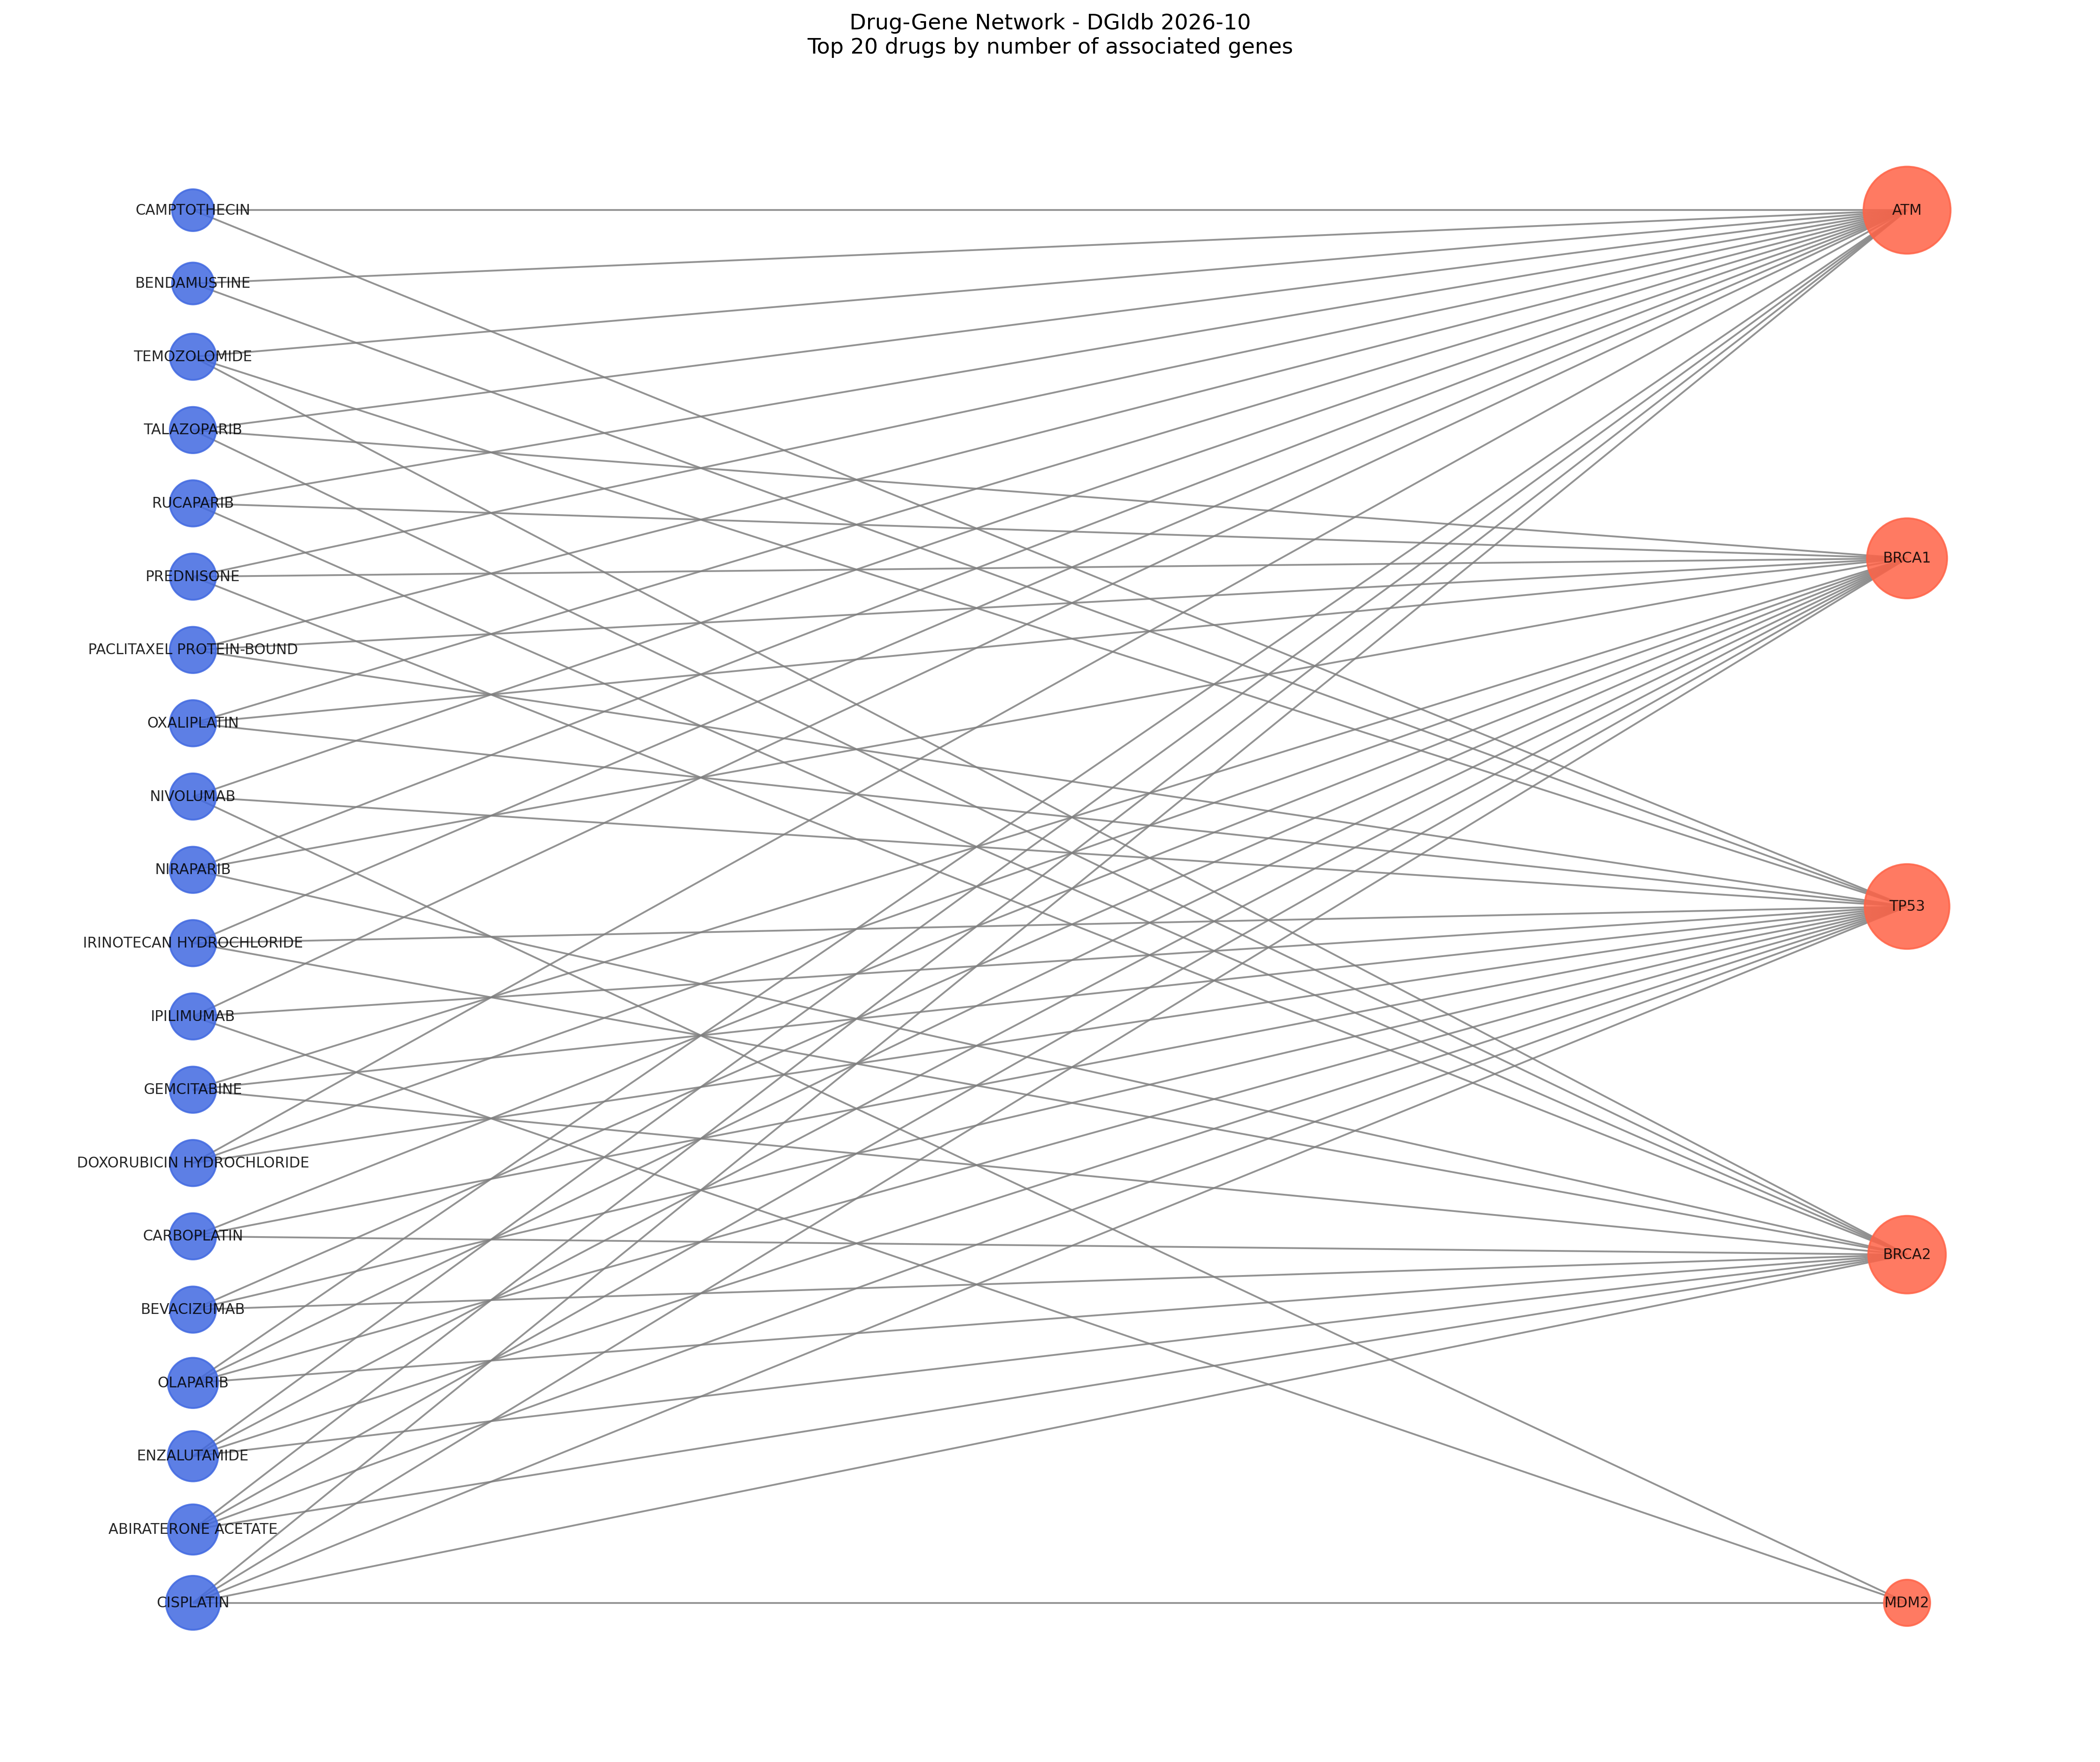 Drug-Gene Network - DGIdb 2026-10
Top 20 drugs by number of associated genes
CAMPTOTHECIN
BENDAMUSTINE
TEMOZOLOMIDE
TALAZOPARIB
RUCAPARIB
PREDNISONE
PACLITAXEL PROTEIN-BOUND
OXALIPLATIN
NIVOLUMAB
NIRAPARIB
IRINOTECAN HYDROCHLORIDE
IPILIMUMAB
GEMCITABINE
DOXORUBICIN HYDROCHLORIDE
CARBOPLATIN
BEVACIZUMAB
OLAPARIB
ENZALUTAMIDE
ABIRATERONE ACETATE
CISPLATIN
ATM
BRCA1
TP53
BRCA2
MDM2